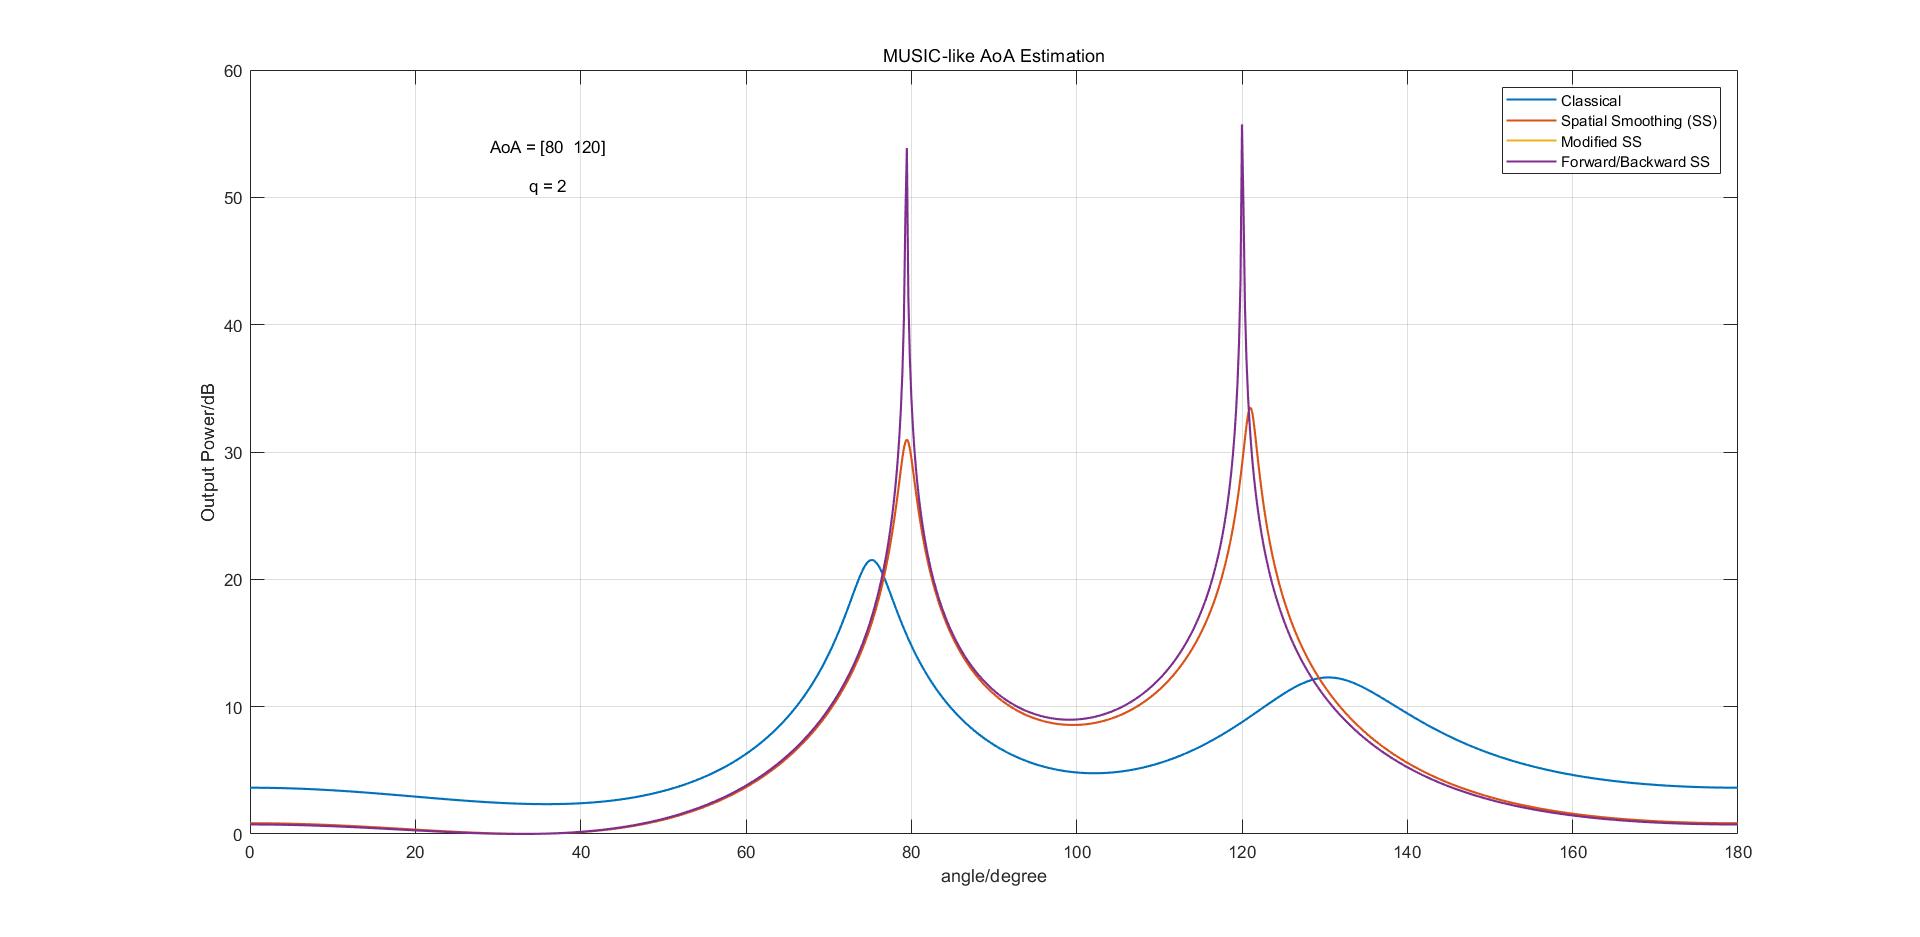 MUSIC-like AoA Estimation
60
50
40
30
20
10
0
Output Power/dB
AoA = [80  120]
q = 2
Classical
Spatial Smoothing (SS)
Modified SS
Forward/Backward SS
0 20 40 60 80 100 120 140 160 180
angle/degree